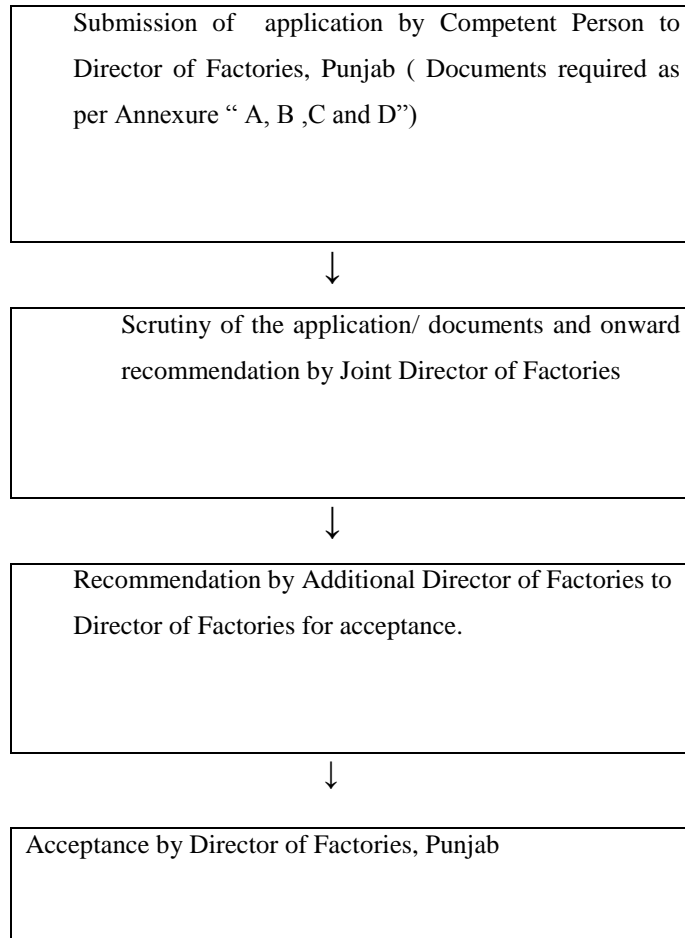 Submission of application by Competent Person to
Director of Factories, Punjab ( Documents required as
per Annexure “ A, B ,C and D”)
↓
Scrutiny of the application/ documents and onward
recommendation by Joint Director of Factories
↓
Recommendation by Additional Director of Factories to
Director of Factories for acceptance.
↓
Acceptance by Director of Factories, Punjab